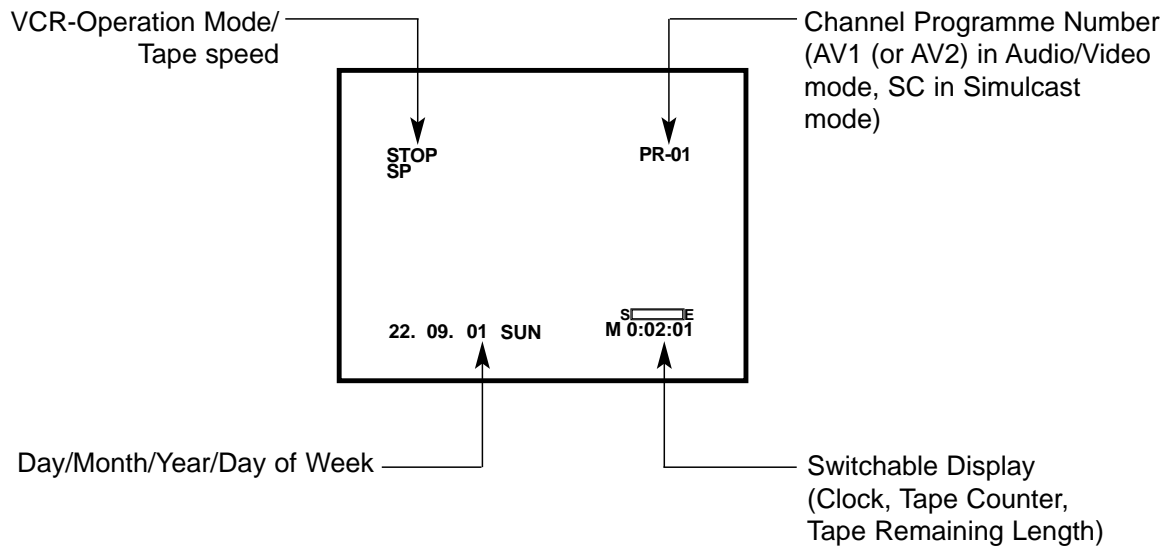 VCR-Operation Mode/
Tape speed
Channel Programme Number
(AV1 (or AV2) in Audio/Video
mode, SC in Simulcast
mode)
STOP
SP
PR-01
22. 09. 01 SUN
S E
M 0:02:01
Day/Month/Year/Day of Week
Switchable Display
(Clock, Tape Counter,
Tape Remaining Length)